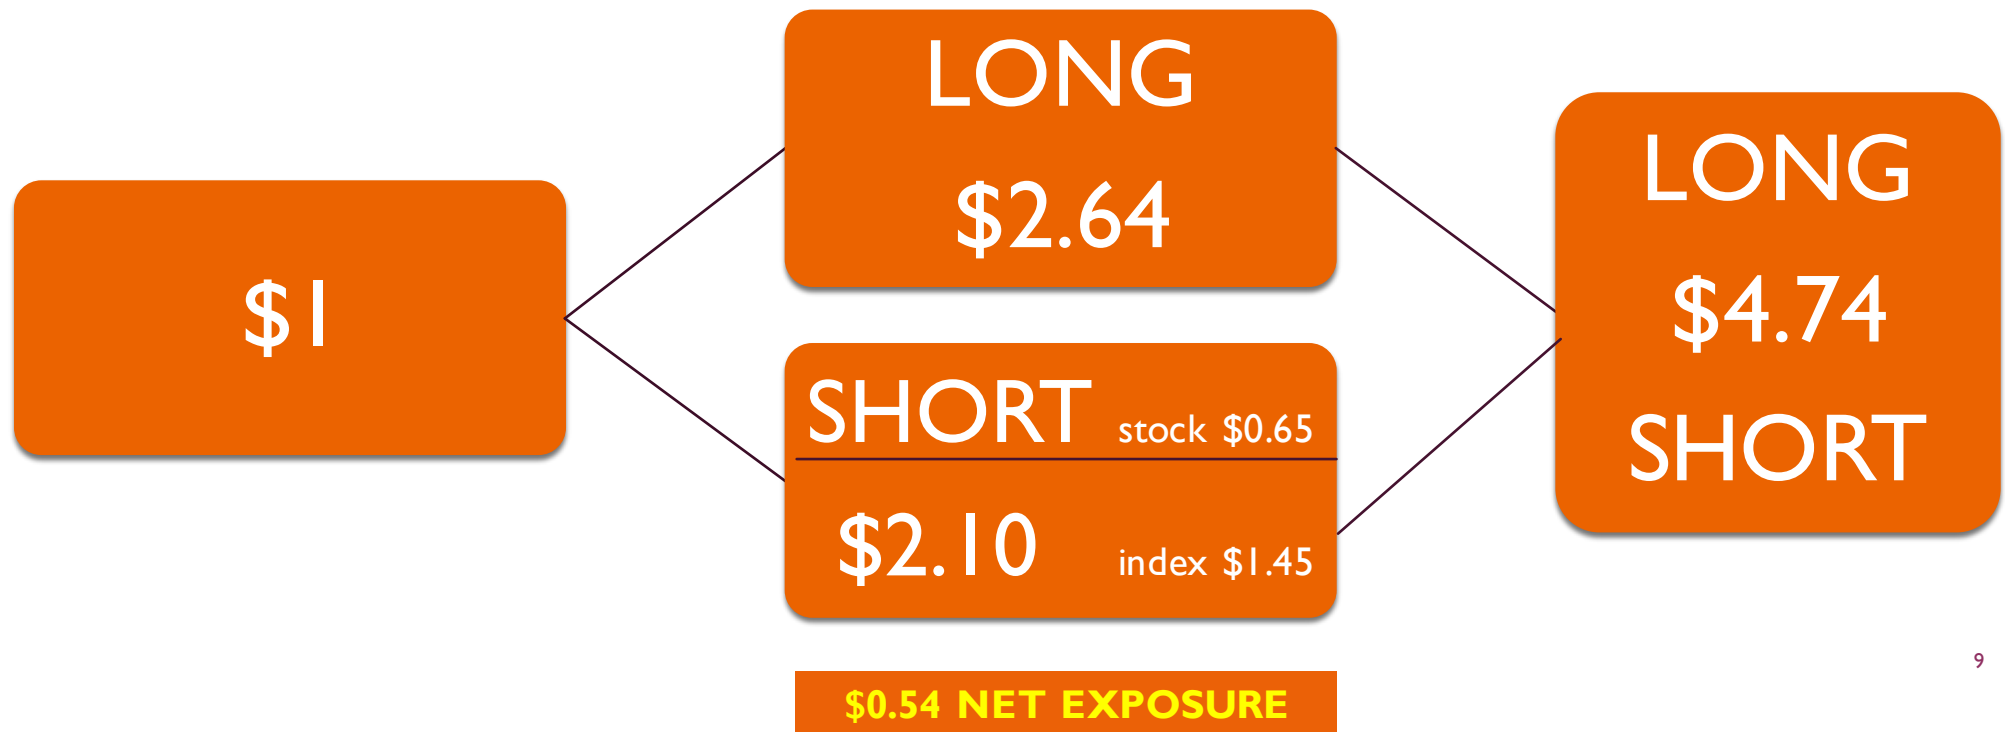 $1
LONG
$2.64
SHORT stock $0.65
$2.10 index $1.45
LONG
$4.74
SHORT
$0.54 NET EXPOSURE
9